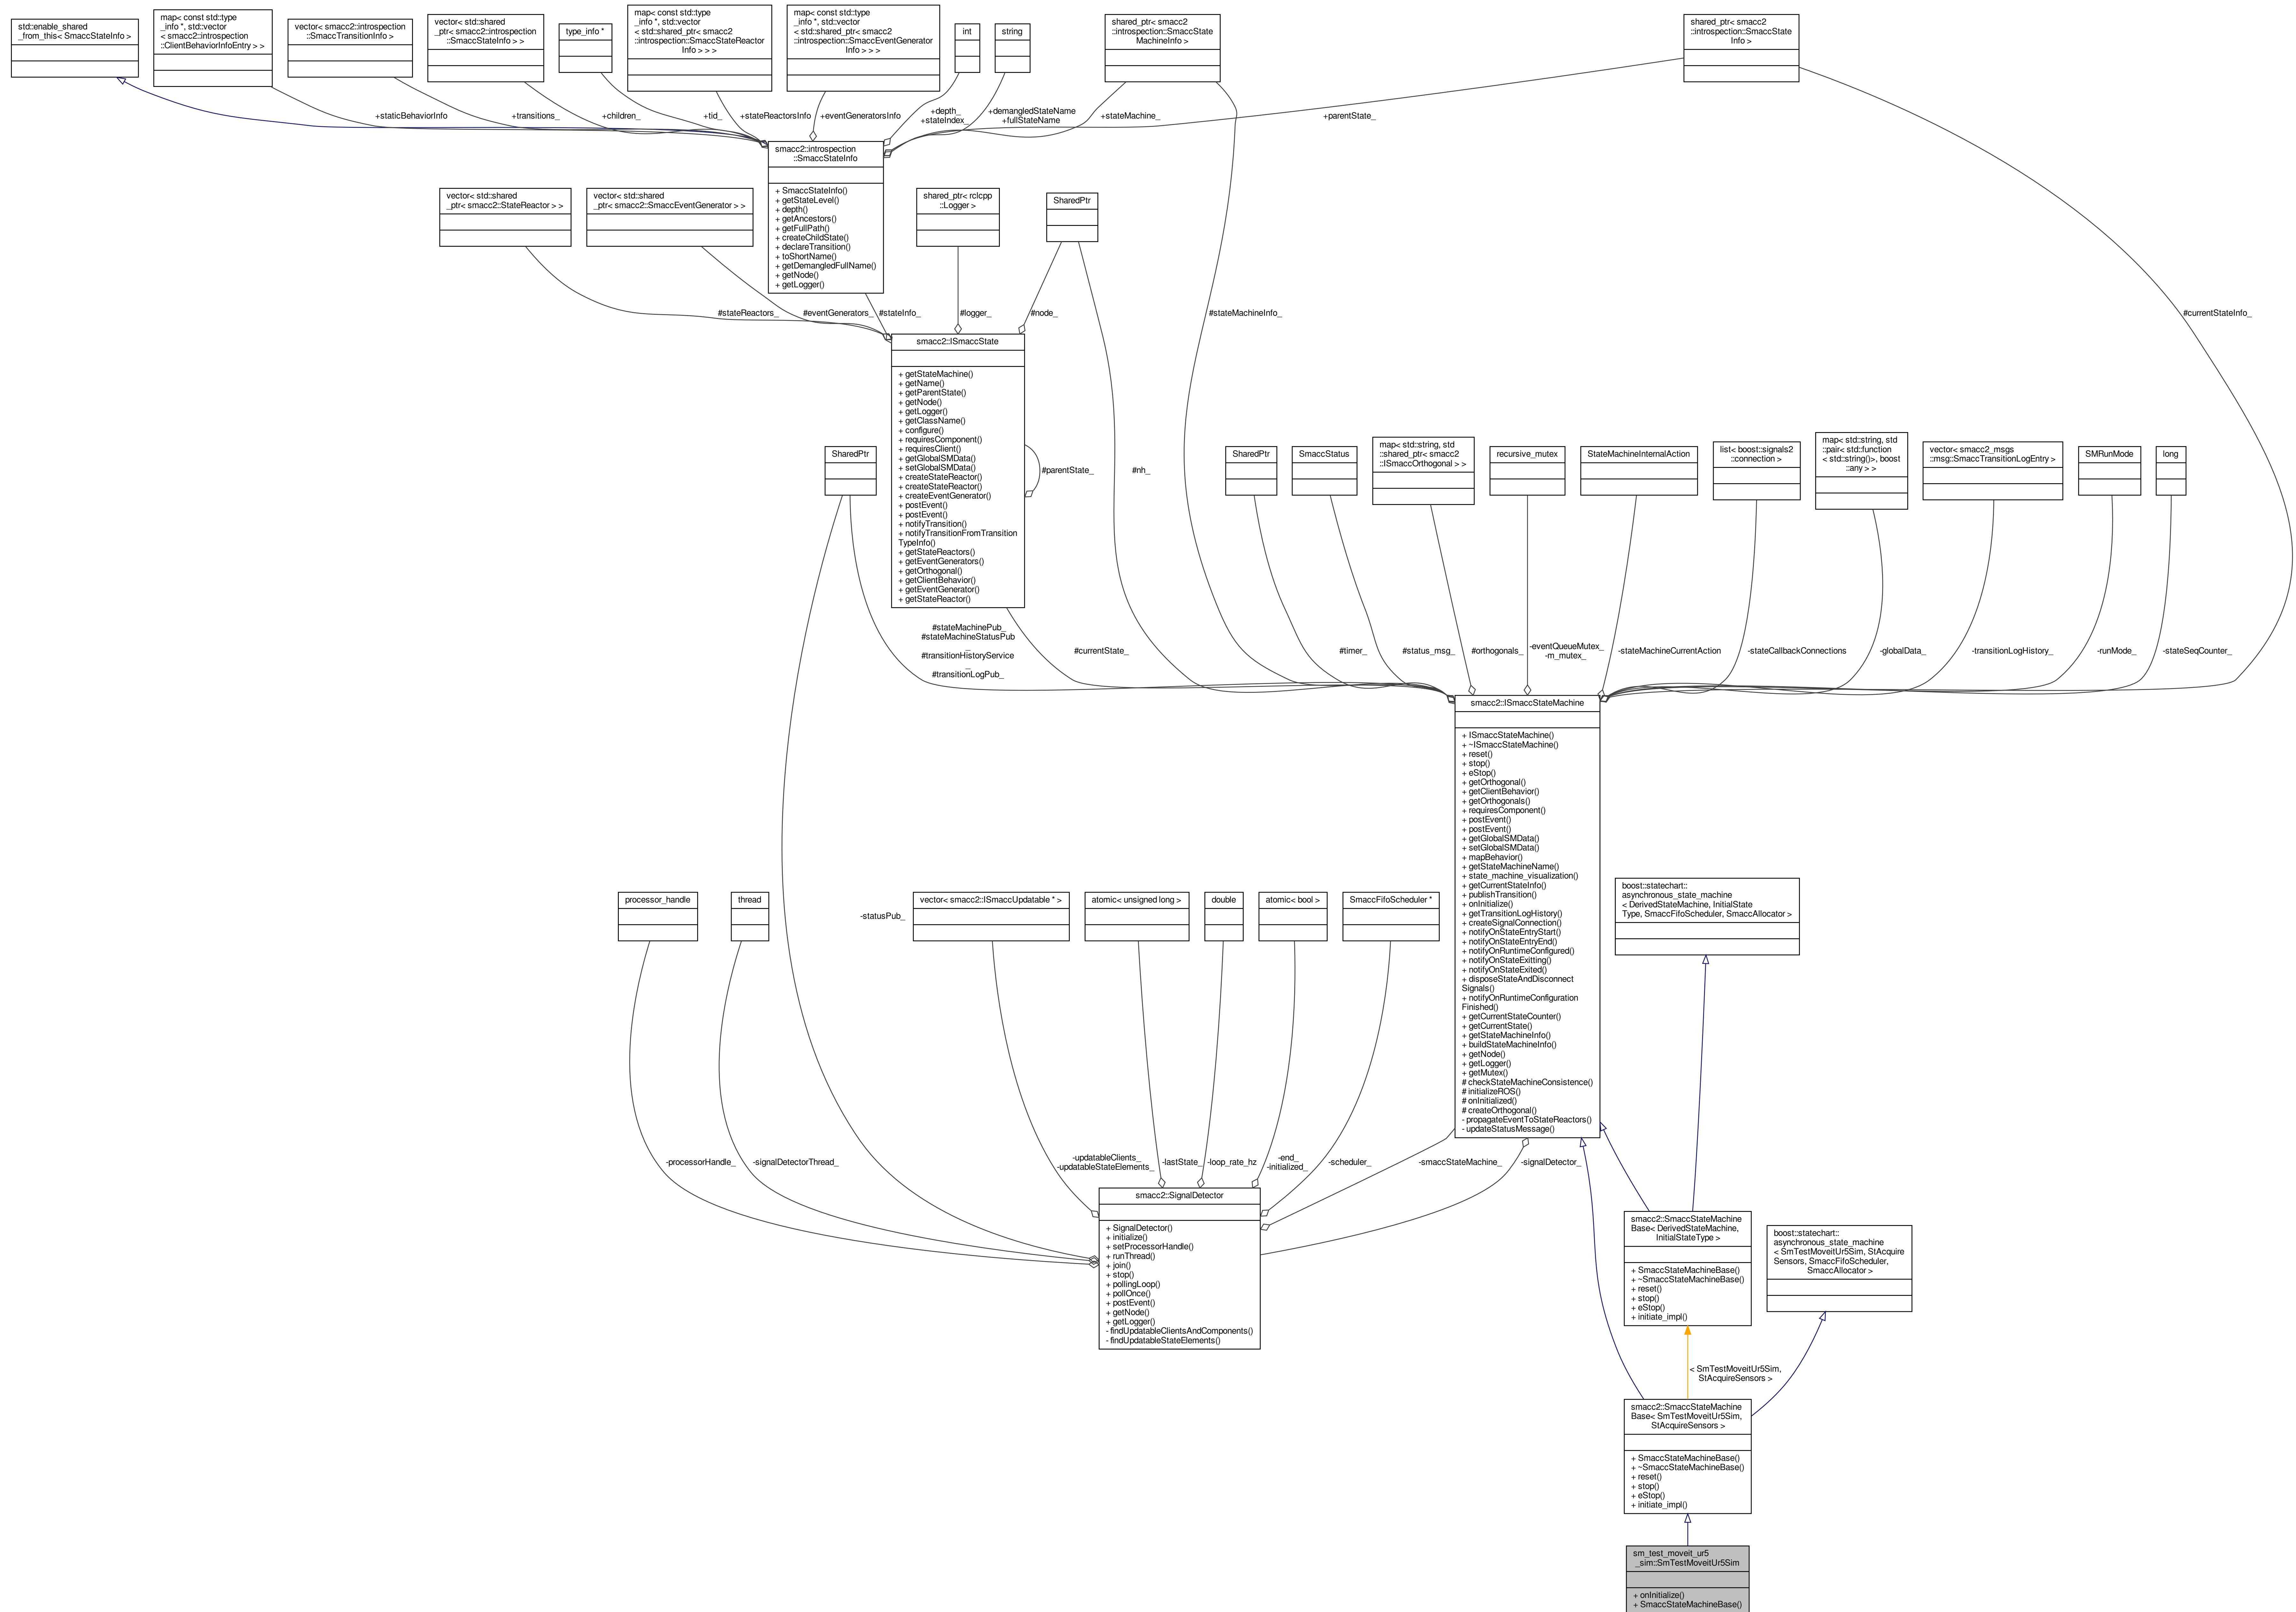 std::enable_shared
_from_this< SmaccStateInfo >
map< const std::type
_info *, std::vector
< smacc2::introspection
::ClientBehaviorInfoEntry > >
vector< smacc2::introspection
::SmaccTransitionInfo >
vector< std::shared
_ptr< smacc2::introspection
::SmaccStateInfo > >
type_info *
map< const std::type
_info *, std::vector
< std::shared_ptr< smacc2
::introspection::SmaccStateReactor
Info > > >
map< const std::type
_info *, std::vector
< std::shared_ptr< smacc2
::introspection::SmaccEventGenerator
Info > > >
int
string
shared_ptr< smacc2
::introspection::SmaccState
MachineInfo >
shared_ptr< smacc2
::introspection::SmaccState
Info >
+staticBehaviorInfo
+transitions_
+children_
+tid_
+stateReactorsInfo
+eventGeneratorsInfo
+depth_
+stateIndex_
+demangledStateName
+fullStateName
+stateMachine_
+parentState_
smacc2::introspection
::SmaccStateInfo
+ SmaccStateInfo()
+ getStateLevel()
+ depth()
+ getAncestors()
+ getFullPath()
+ createChildState()
+ declareTransition()
+ toShortName()
+ getDemangledFullName()
+ getNode()
+ getLogger()
vector< std::shared
_ptr< smacc2::StateReactor > >
vector< std::shared
_ptr< smacc2::SmaccEventGenerator > >
shared_ptr< rclcpp
::Logger >
SharedPtr
#stateReactors_
#eventGenerators_
#stateInfo_
#logger_
#node_
#stateMachineInfo_
#currentStateInfo_
smacc2::ISmaccState
+ getStateMachine()
+ getName()
+ getParentState()
+ getNode()
+ getLogger()
+ getClassName()
+ configure()
+ requiresComponent()
+ requiresClient()
+ getGlobalSMData()
+ setGlobalSMData()
+ createStateReactor()
+ createStateReactor()
+ createEventGenerator()
+ postEvent()
+ postEvent()
+ notifyTransition()
+ notifyTransitionFromTransition
TypeInfo()
+ getStateReactors()
+ getEventGenerators()
+ getOrthogonal()
+ getClientBehavior()
+ getEventGenerator()
+ getStateReactor()
#parentState_
#nh_
SharedPtr
SharedPtr
SmaccStatus
map< std::string, std
::shared_ptr< smacc2
::ISmaccOrthogonal > >
recursive_mutex
StateMachineInternalAction
list< boost::signals2
::connection >
map< std::string, std
::pair< std::function
< std::string()>, boost
::any > >
vector< smacc2_msgs
::msg::SmaccTransitionLogEntry >
SMRunMode
long
#stateMachinePub_
#stateMachineStatusPub
_
#transitionHistoryService
_
#transitionLogPub_
#currentState_
#timer_
#status_msg_
#orthogonals_
-eventQueueMutex_
-m_mutex_
-stateMachineCurrentAction
-stateCallbackConnections
-globalData_
-transitionLogHistory_
-runMode_
-stateSeqCounter_
smacc2::ISmaccStateMachine
+ ISmaccStateMachine()
+ ~ISmaccStateMachine()
+ reset()
+ stop()
+ eStop()
+ getOrthogonal()
+ getClientBehavior()
+ getOrthogonals()
+ requiresComponent()
+ postEvent()
+ postEvent()
+ getGlobalSMData()
+ setGlobalSMData()
+ mapBehavior()
+ getStateMachineName()
+ state_machine_visualization()
+ getCurrentStateInfo()
+ publishTransition()
+ onInitialize()
+ getTransitionLogHistory()
+ createSignalConnection()
+ notifyOnStateEntryStart()
+ notifyOnStateEntryEnd()
+ notifyOnRuntimeConfigured()
+ notifyOnStateExitting()
+ notifyOnStateExited()
+ disposeStateAndDisconnect
Signals()
+ notifyOnRuntimeConfiguration
Finished()
+ getCurrentStateCounter()
+ getCurrentState()
+ getStateMachineInfo()
+ buildStateMachineInfo()
+ getNode()
+ getLogger()
+ getMutex()
# checkStateMachineConsistence()
# initializeROS()
# onInitialized()
# createOrthogonal()
- propagateEventToStateReactors()
- updateStatusMessage()
processor_handle
thread
-statusPub_
vector< smacc2::ISmaccUpdatable * >
atomic< unsigned long >
double
atomic< bool >
SmaccFifoScheduler *
boost::statechart::
asynchronous_state_machine
< DerivedStateMachine, InitialState
Type, SmaccFifoScheduler, SmaccAllocator >
-processorHandle_
-signalDetectorThread_
-updatableClients_
-updatableStateElements_
-lastState_
-loop_rate_hz
-end_
-initialized_
-scheduler_
-smaccStateMachine_
-signalDetector_
smacc2::SignalDetector
+ SignalDetector()
+ initialize()
+ setProcessorHandle()
+ runThread()
+ join()
+ stop()
+ pollingLoop()
+ pollOnce()
+ postEvent()
+ getNode()
+ getLogger()
- findUpdatableClientsAndComponents()
- findUpdatableStateElements()
smacc2::SmaccStateMachine
Base< DerivedStateMachine,
InitialStateType >
+ SmaccStateMachineBase()
+ ~SmaccStateMachineBase()
+ reset()
+ stop()
+ eStop()
+ initiate_impl()
boost::statechart::
asynchronous_state_machine
< SmTestMoveitUr5Sim, StAcquire
Sensors, SmaccFifoScheduler,
SmaccAllocator >
< SmTestMoveitUr5Sim,
StAcquireSensors >
smacc2::SmaccStateMachine
Base< SmTestMoveitUr5Sim,
StAcquireSensors >
+ SmaccStateMachineBase()
+ ~SmaccStateMachineBase()
+ reset()
+ stop()
+ eStop()
+ initiate_impl()
sm_test_moveit_ur5
_sim::SmTestMoveitUr5Sim
+ onInitialize()
+ SmaccStateMachineBase()